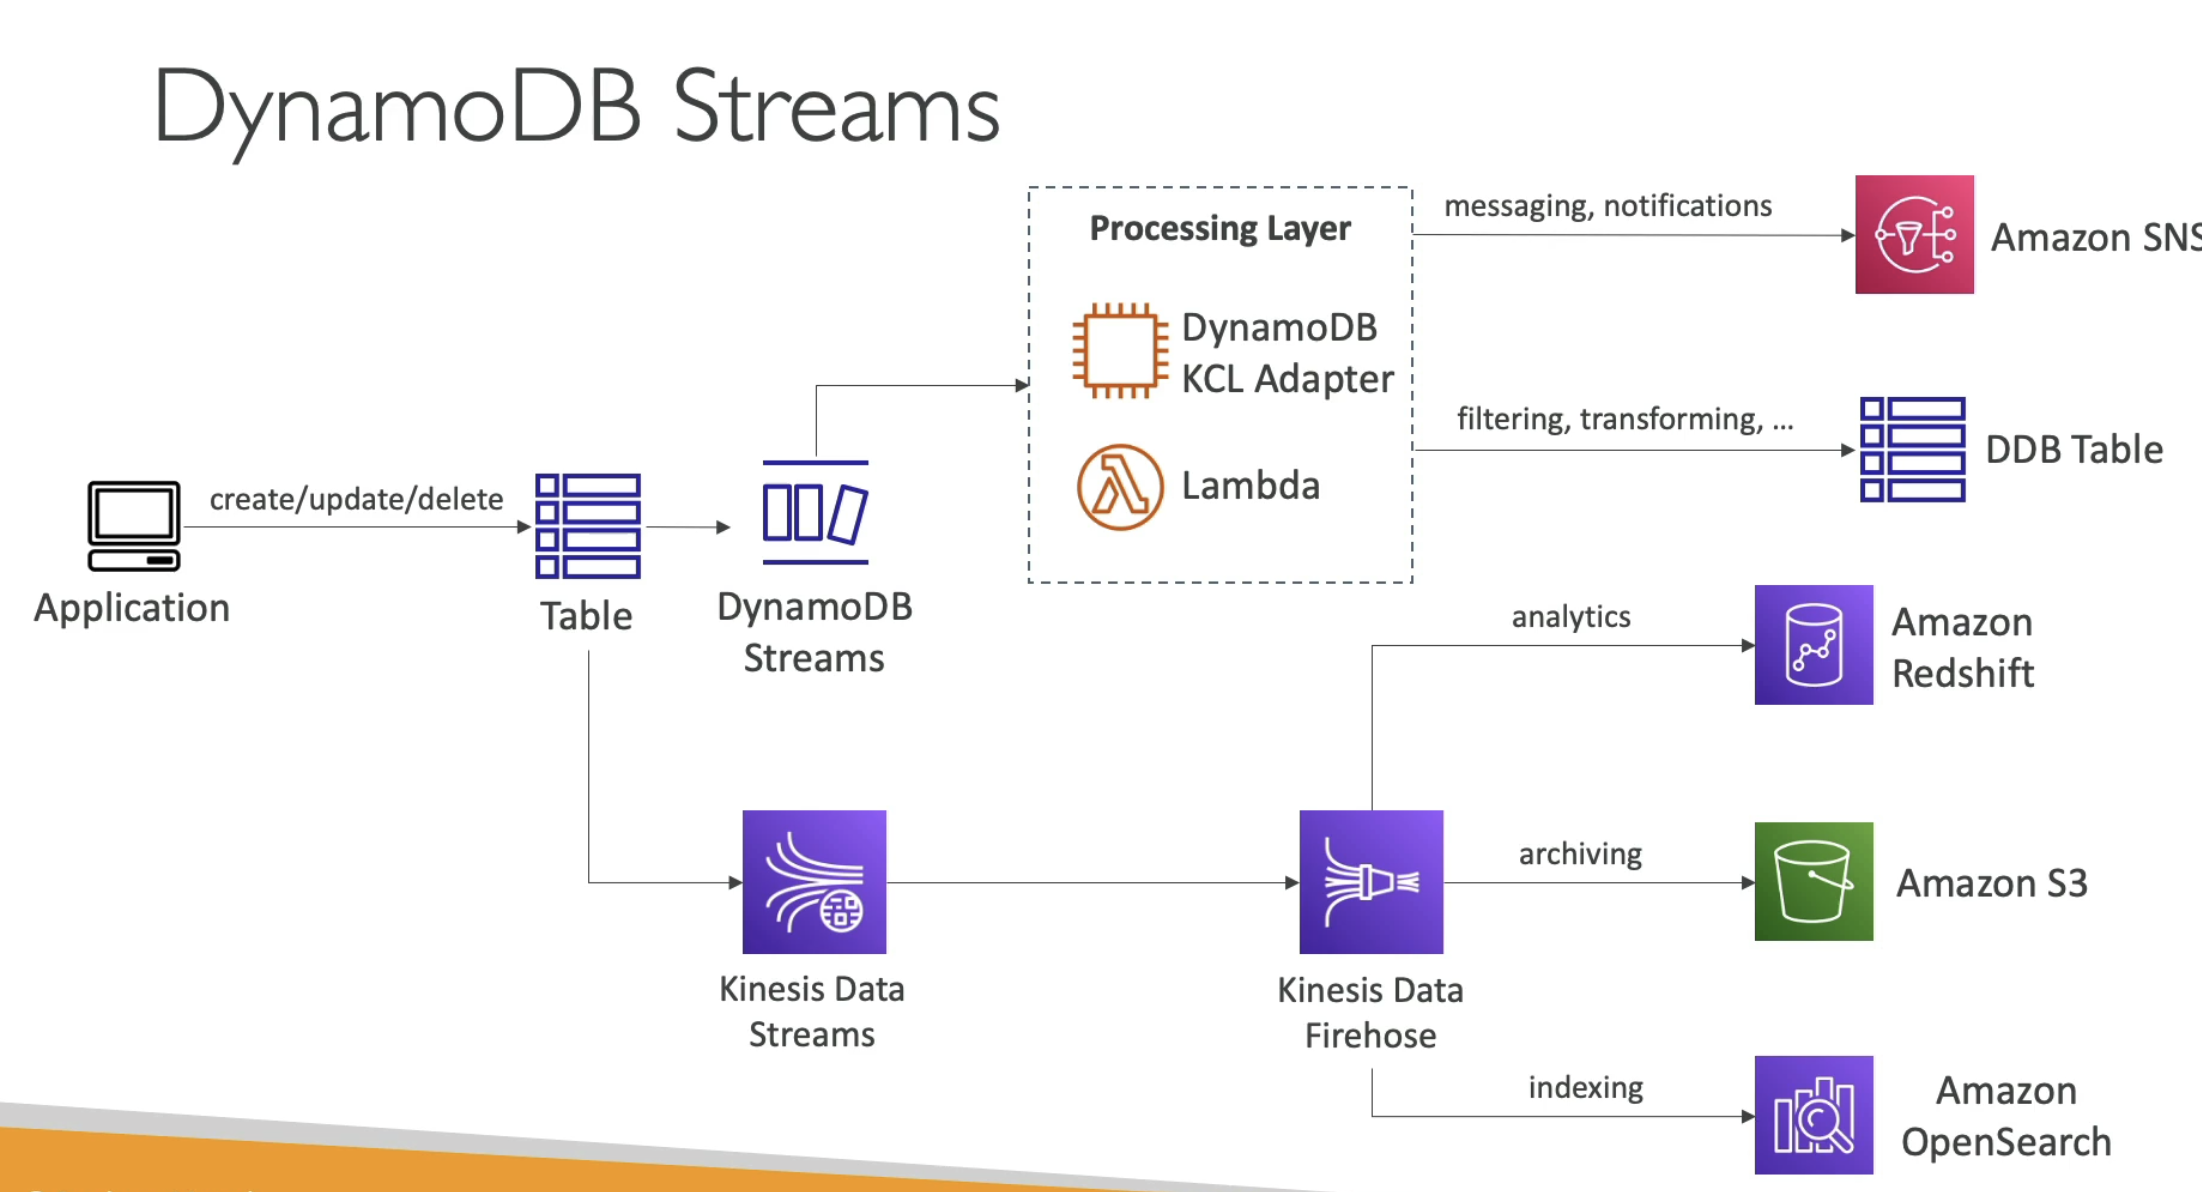 DynamoDB Streams
Processing Layer
DynamoDB
KCL Adapter
Lambda
messaging, notifications
Amazon SNS
filtering, transforming, ...
DDB Table
create/update/delete
Application
Table
DynamoDB
Streams
analytics
Amazon
Redshift
Kinesis Data
Streams
Kinesis Data
Firehose
archiving
Amazon S3
indexing
Amazon
OpenSearch